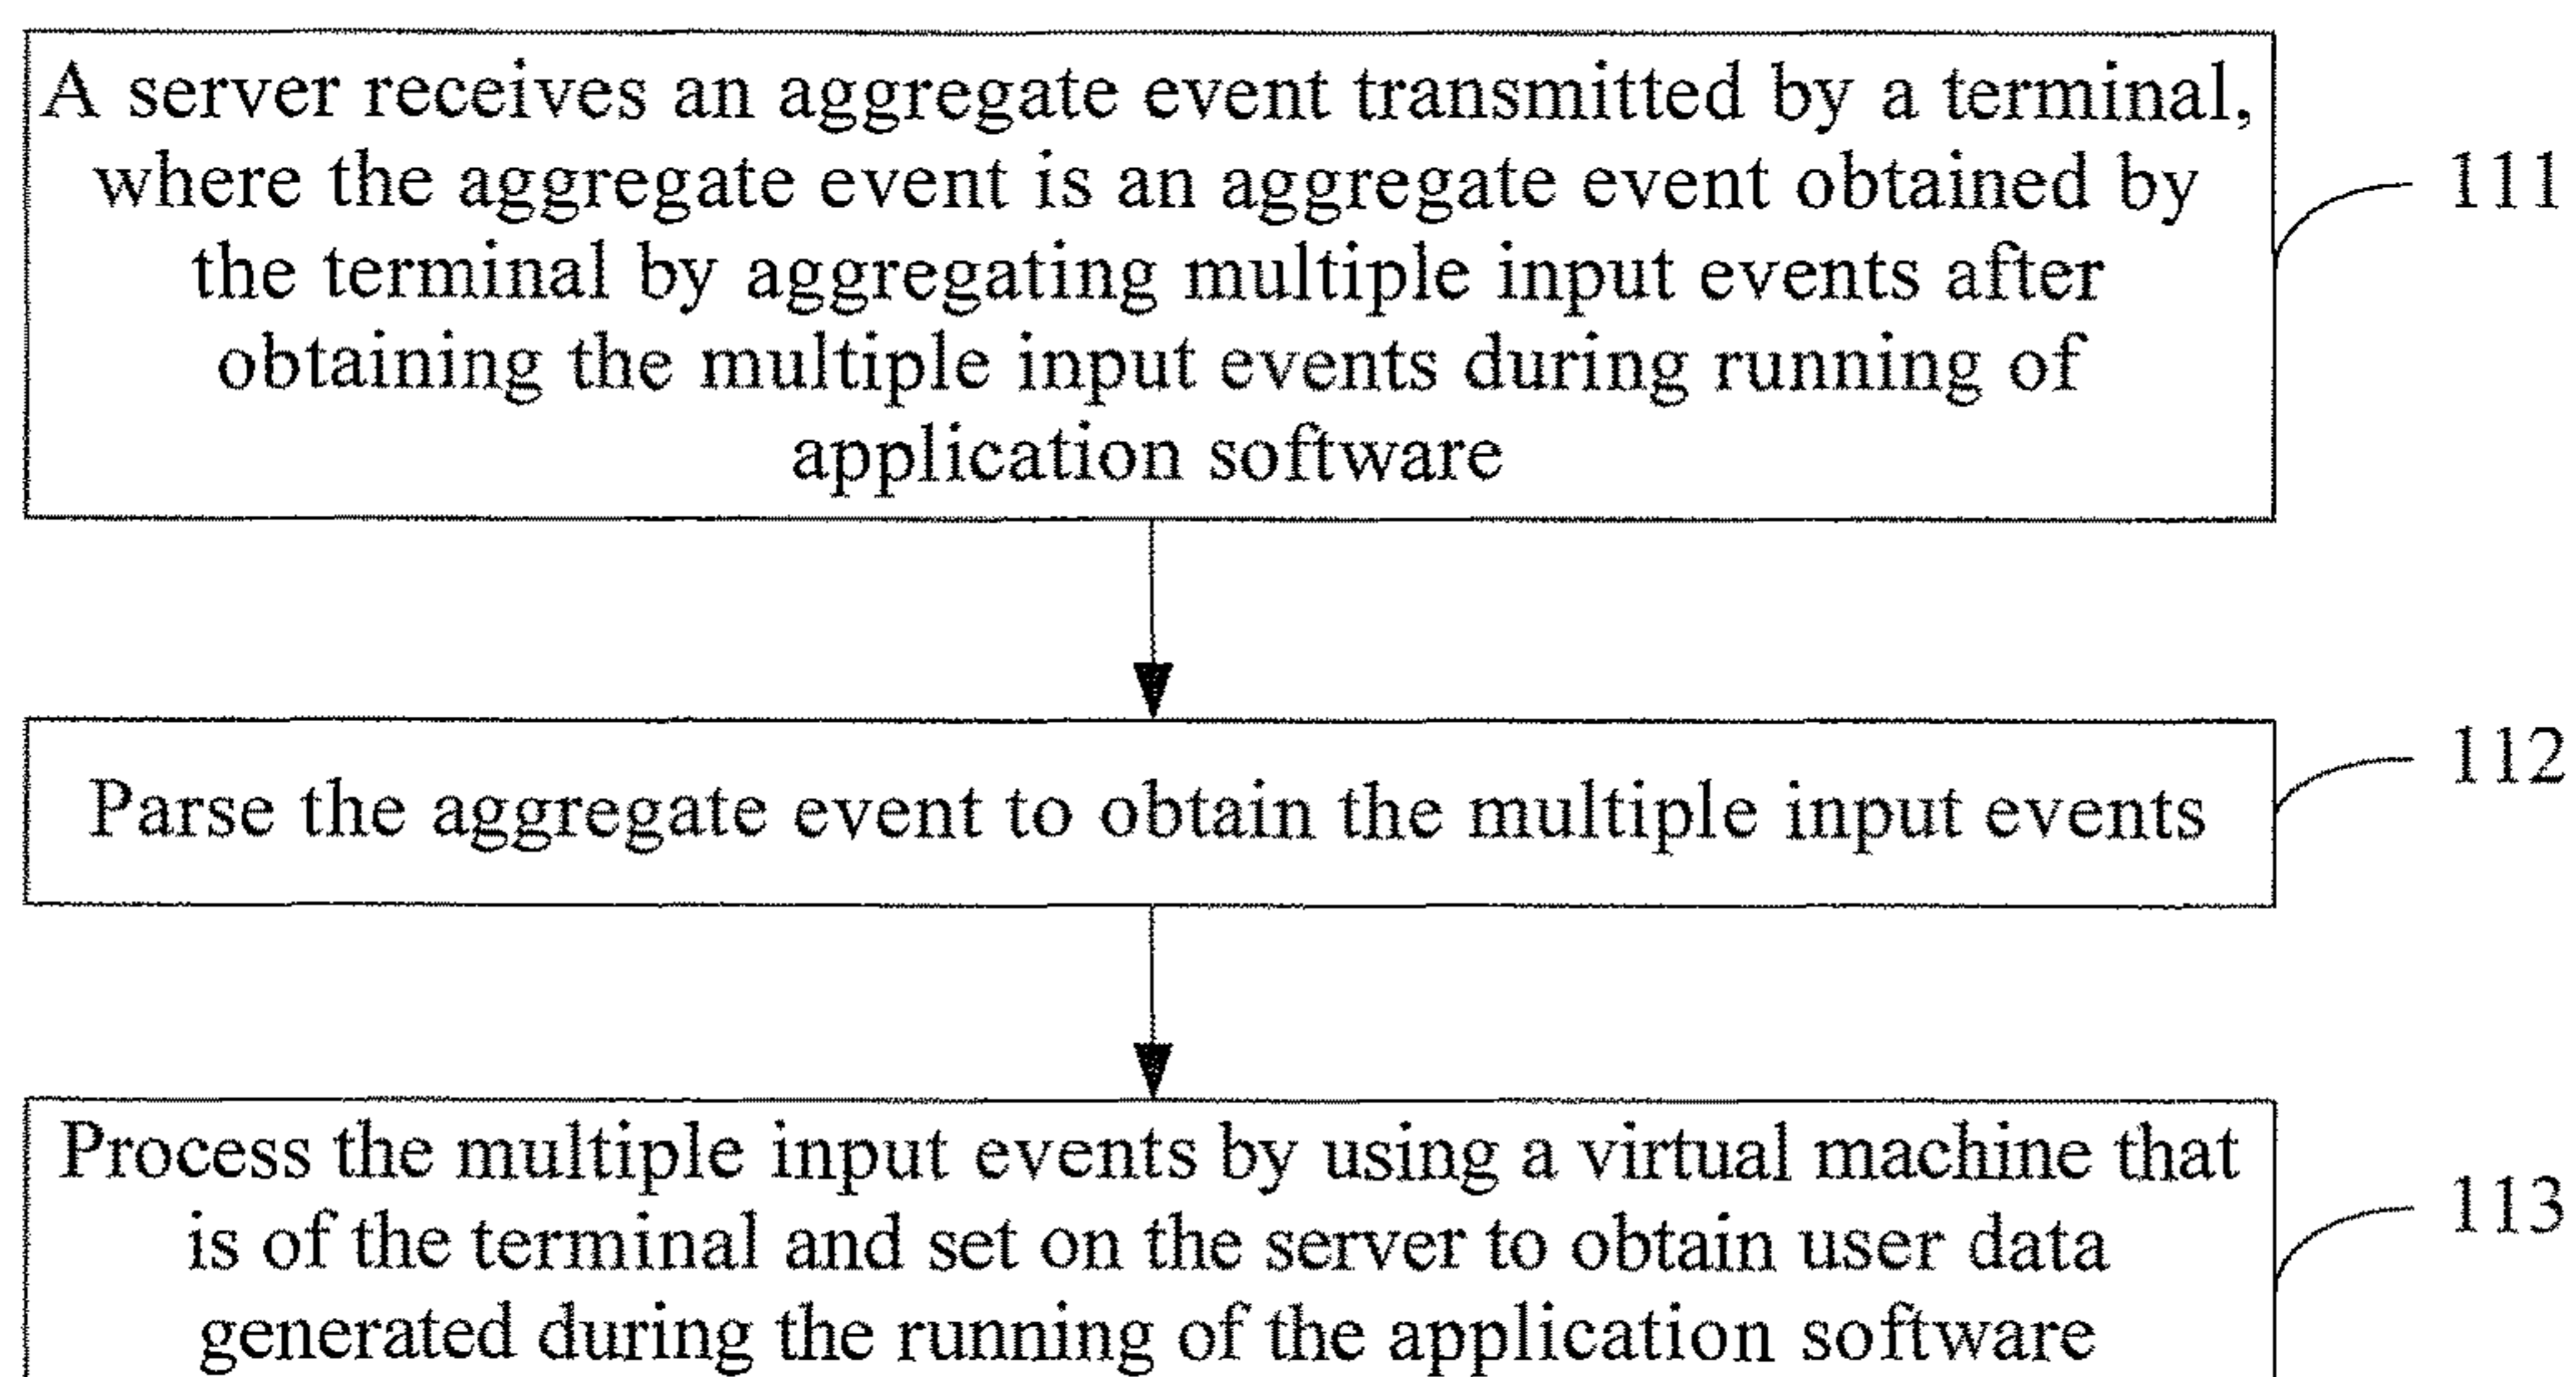 A server receives an aggregate event transmitted by a terminal,
where the aggregate event is an aggregate event obtained by
the terminal by aggregating multiple input events after
obtaining the multiple input events during running of
application software
111
Parse the aggregate event to obtain the multiple input events
112
Process the multiple input events by using a virtual machine that
is of the terminal and set on the server to obtain user data
generated during the running of the application software
113